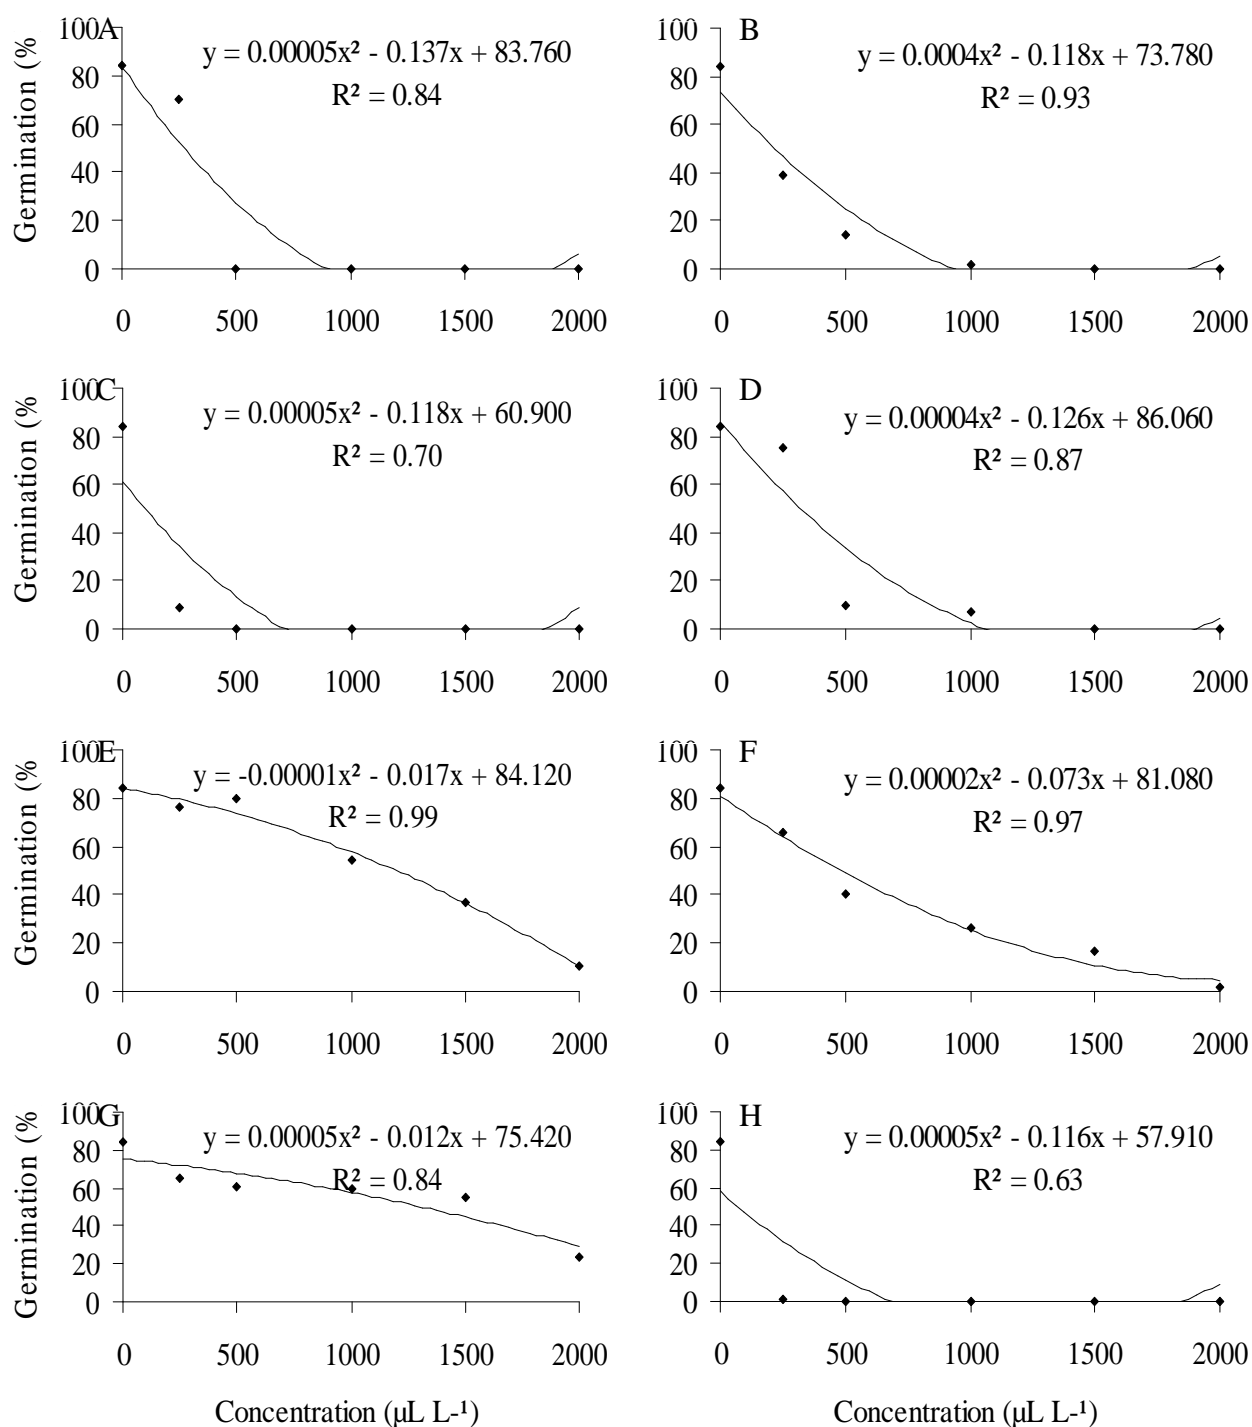 A
y = 0.00005x² - 0.137x + 83.760
R² = 0.84
Germination (%
100
80
60
40
20
0
0 500 1000 1500 2000
B
y = 0.0004x² - 0.118x + 73.780
R² = 0.93
100
80
60
40
20
0
0 500 1000 1500 2000
C
y = 0.00005x² - 0.118x + 60.900
R² = 0.70
Germination (%
100
80
60
40
20
0
0 500 1000 1500 2000
D
y = 0.00004x² - 0.126x + 86.060
R² = 0.87
100
80
60
40
20
0
0 500 1000 1500 2000
E
y = -0.00001x² - 0.017x + 84.120
R² = 0.99
Germination (%
100
80
60
40
20
0
0 500 1000 1500 2000
F
y = 0.00002x² - 0.073x + 81.080
R² = 0.97
100
80
60
40
20
0
0 500 1000 1500 2000
G
y = 0.00005x² - 0.012x + 75.420
R² = 0.84
Germination (%
100
80
60
40
20
0
0 500 1000 1500 2000
Concentration (µL L-¹)
H
y = 0.00005x² - 0.116x + 57.910
R² = 0.63
100
80
60
40
20
0
0 500 1000 1500 2000
Concentration (µL L-¹)